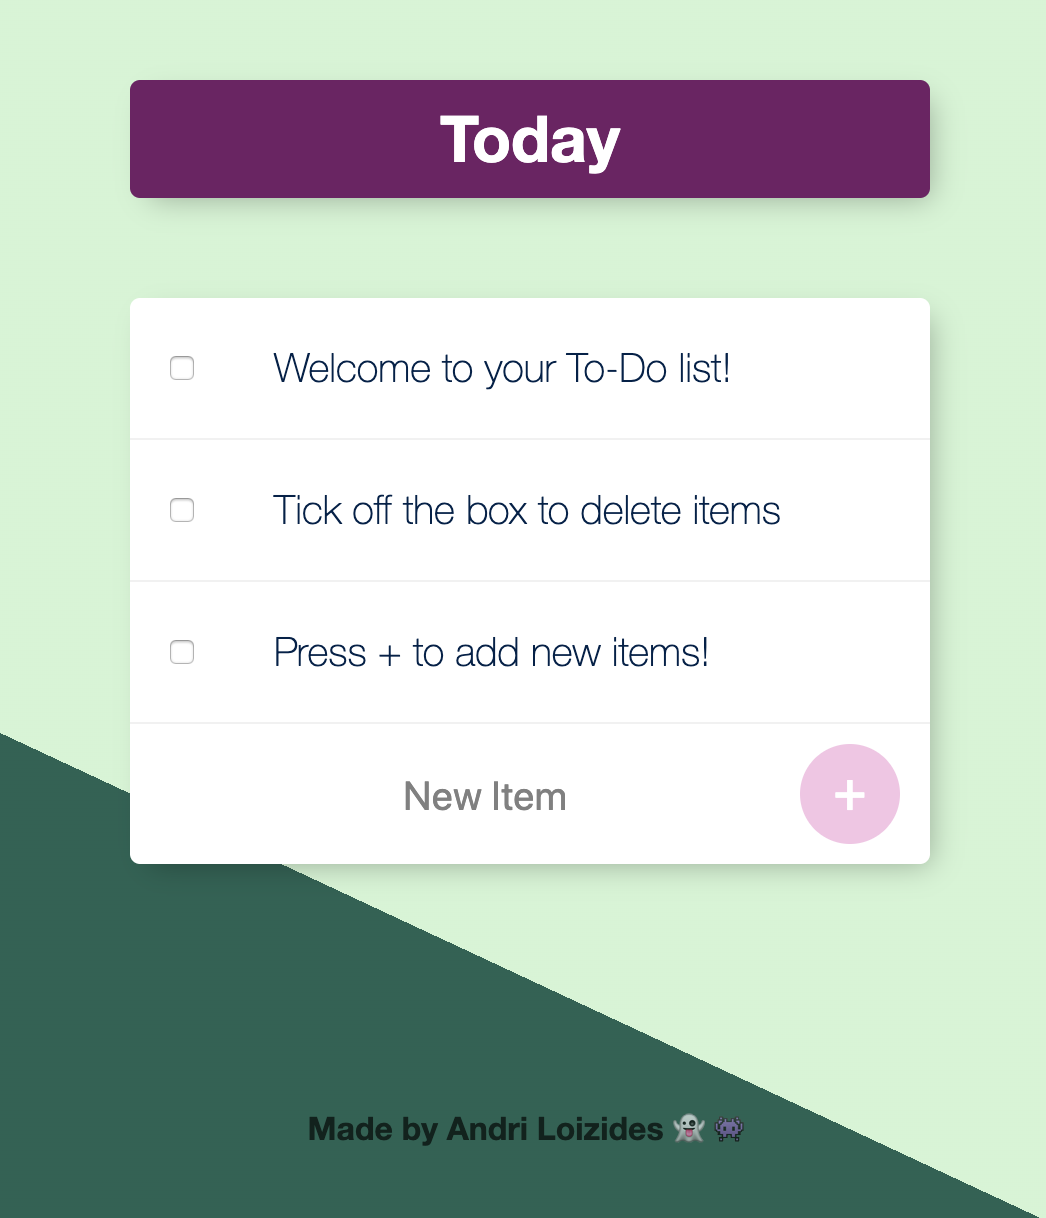 Today
Welcome to your To-Do list!
Tick off the box to delete items
Press + to add new items!
New Item +
Made by Andri Loizides 👻 👾